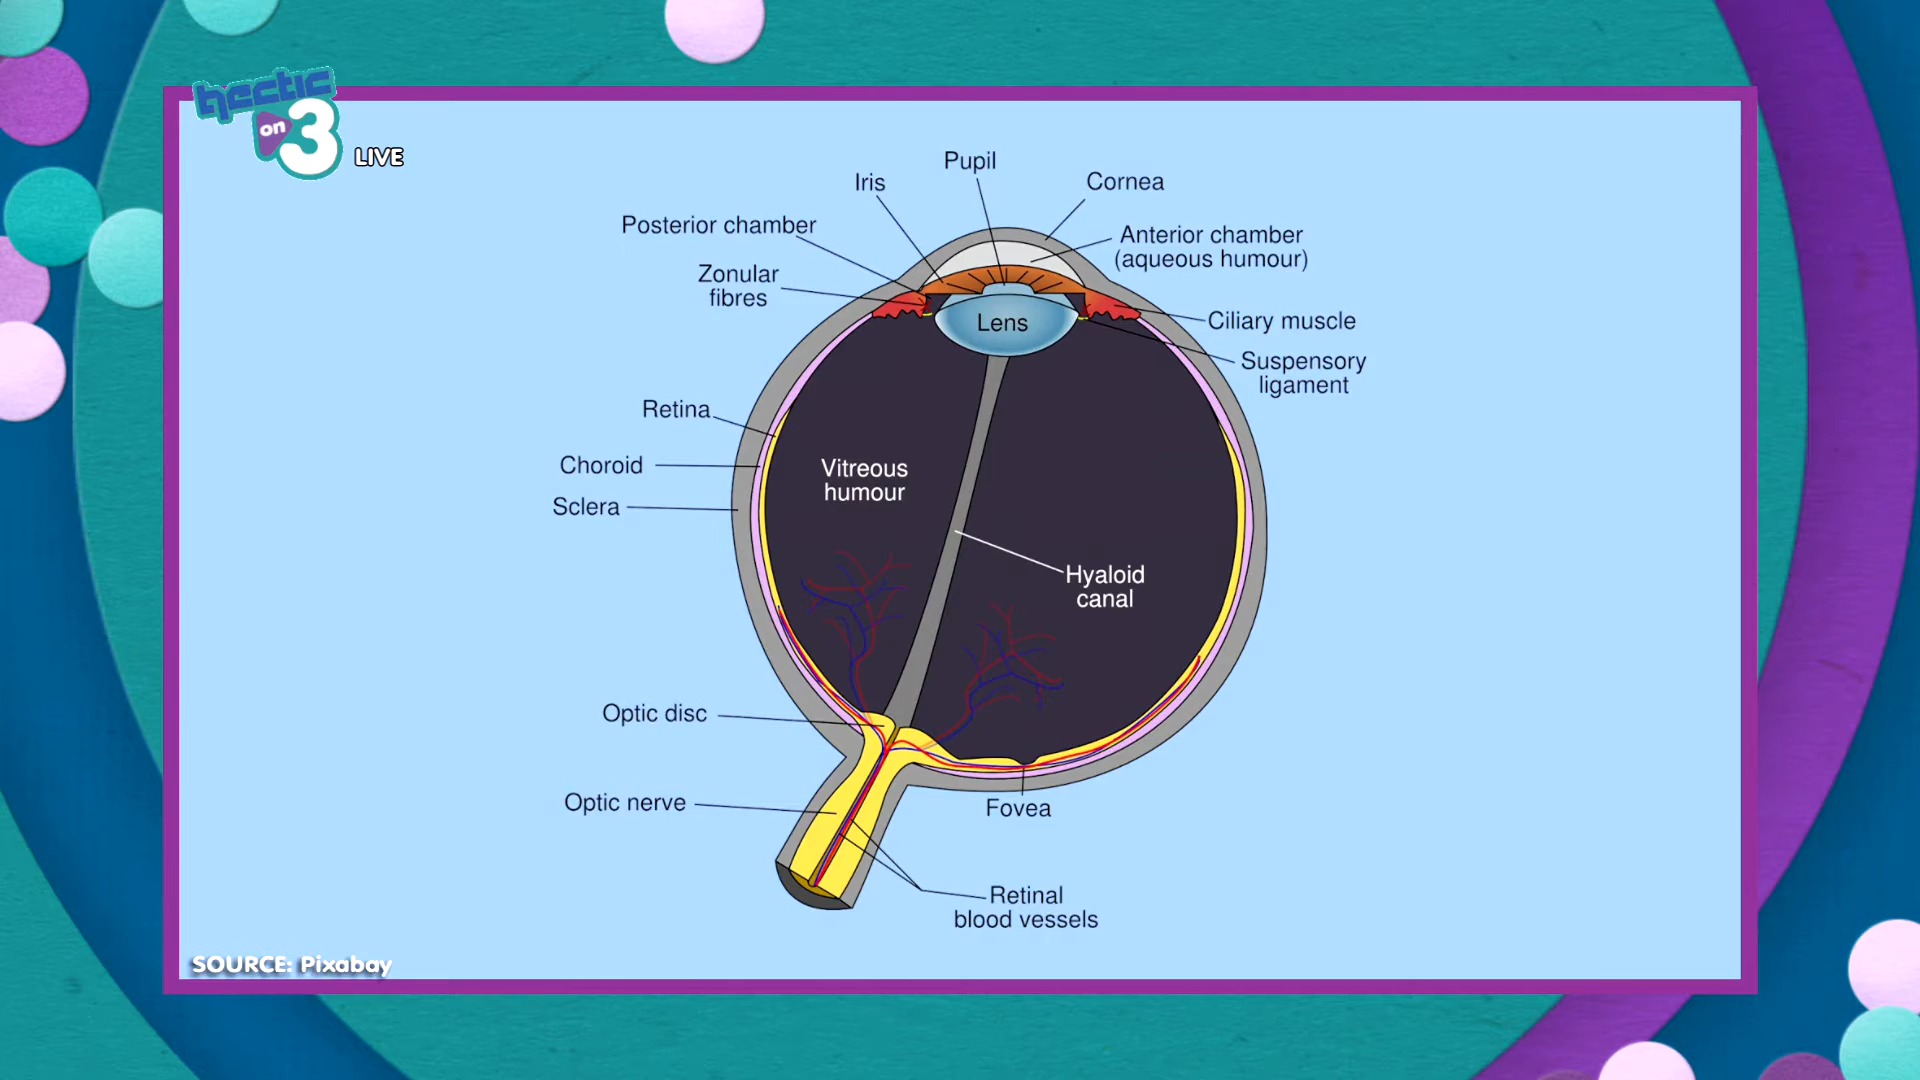 hectic
on 3
LIVE
Pupil
Iris
Cornea
Posterior chamber
Anterior chamber
(aqueous humour)
Zonular
fibres
Lens
Ciliary muscle
Suspensory
ligament
Retina
Choroid
Vitreous
humour
Sclera
Hyaloid
canal
Optic disc
Optic nerve
Fovea
Retinal
blood vessels
SOURCE: Pixabay